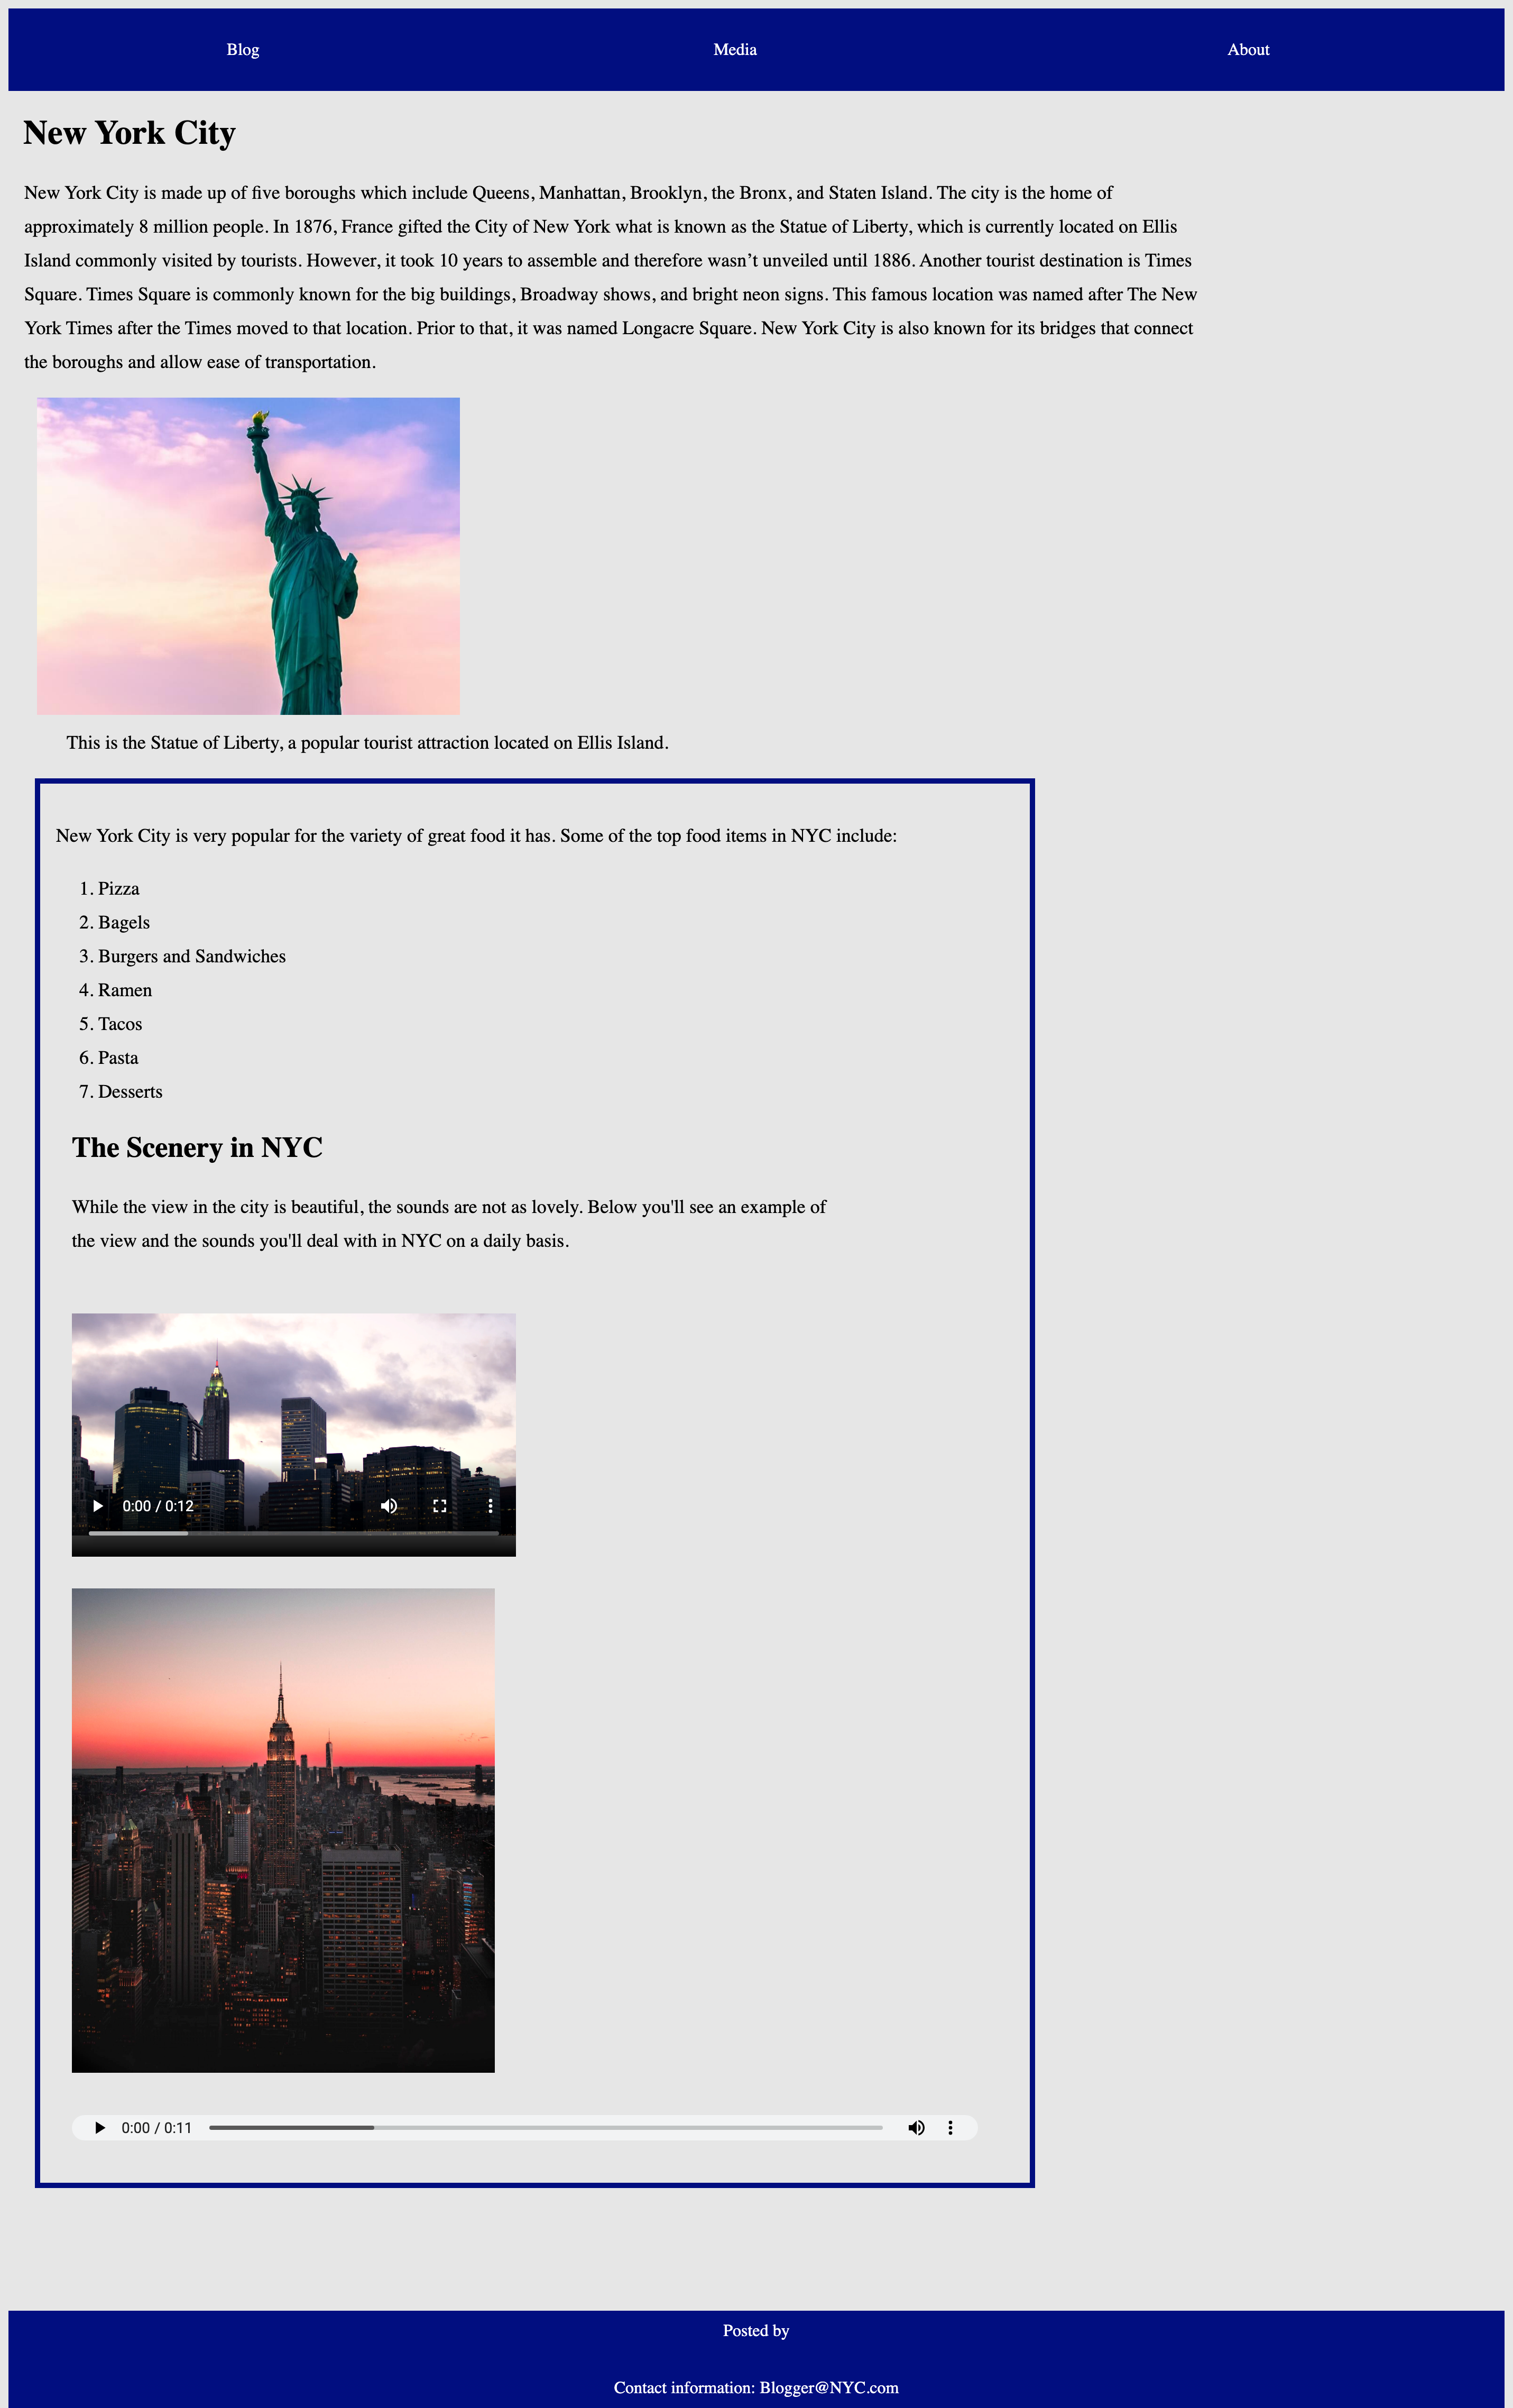 Blog Media About
New York City
New York City is made up of five boroughs which include Queens, Manhattan, Brooklyn, the Bronx, and Staten Island. The city is the home of
approximately 8 million people. In 1876, France gifted the City of New York what is known as the Statue of Liberty, which is currently located on Ellis
Island commonly visited by tourists. However, it took 10 years to assemble and therefore wasn’t unveiled until 1886. Another tourist destination is Times
Square. Times Square is commonly known for the big buildings, Broadway shows, and bright neon signs. This famous location was named after The New
York Times after the Times moved to that location. Prior to that, it was named Longacre Square. New York City is also known for its bridges that connect
the boroughs and allow ease of transportation.
This is the Statue of Liberty, a popular tourist attraction located on Ellis Island.
New York City is very popular for the variety of great food it has. Some of the top food items in NYC include:
1. Pizza
2. Bagels
3. Burgers and Sandwiches
4. Ramen
5. Tacos
6. Pasta
7. Desserts
The Scenery in NYC
While the view in the city is beautiful, the sounds are not as lovely. Below you'll see an example of
the view and the sounds you'll deal with in NYC on a daily basis.
0:00 / 0:12
0:00 / 0:11
Posted by
Contact information: Blogger@NYC.com